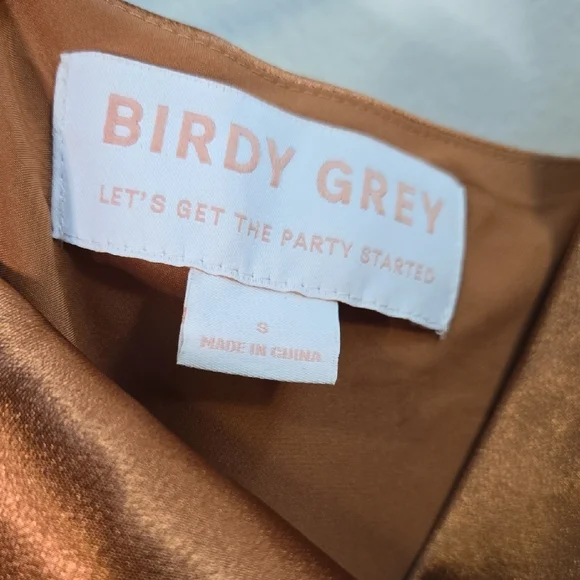 BIRDY GREY
LET'S GET THE PARTY STARTED
S
MADE IN CHINA